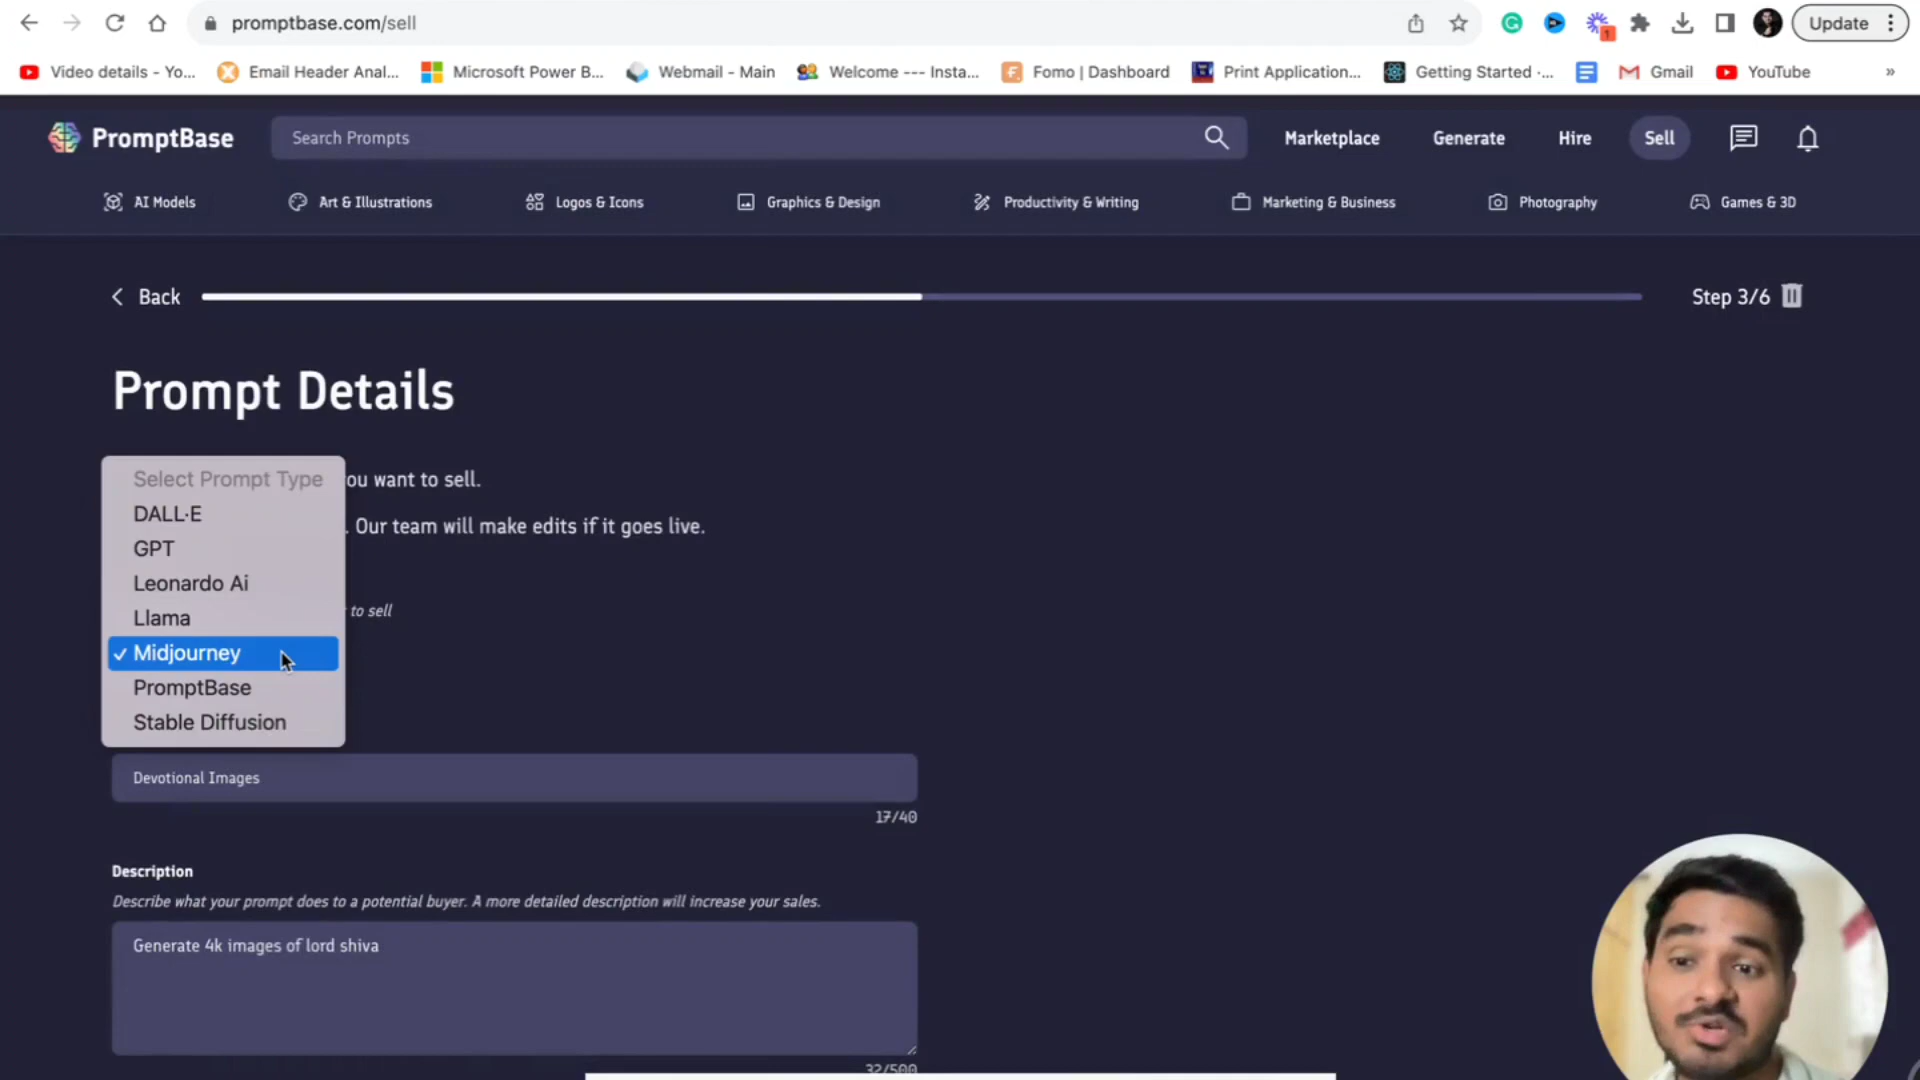 promptbase.com/sell
Update
Video details - Yo...
Email Header Anal...
Microsoft Power B...
Webmail - Main
Welcome --- Insta...
Fomo | Dashboard
Print Application...
Getting Started ·...
Gmail
YouTube
»
PromptBase
Search Prompts
Marketplace
Generate
Hire
Sell
AI Models
Art & Illustrations
Logos & Icons
Graphics & Design
Productivity & Writing
Marketing & Business
Photography
Games & 3D
Back
Step 3/6
Prompt Details
Select Prompt Type
ou want to sell.
DALL·E
. Our team will make edits if it goes live.
GPT
Leonardo Ai
to sell
Llama
✓ Midjourney
PromptBase
Stable Diffusion
Devotional Images
17/40
Description
Describe what your prompt does to a potential buyer. A more detailed description will increase your sales.
Generate 4k images of lord shiva
32/500